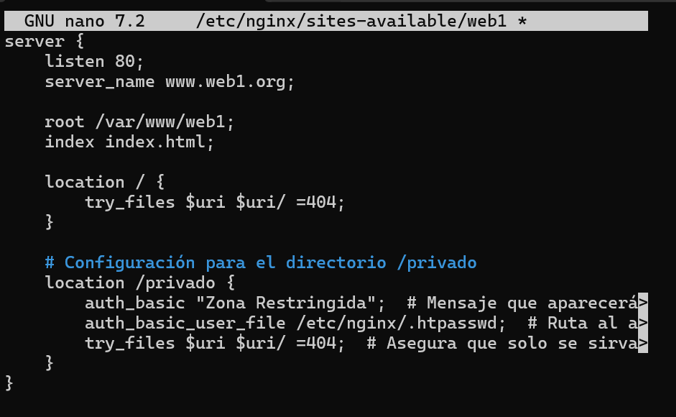 GNU nano 7.2 /etc/nginx/sites-available/web1 *
server {
    listen 80;
    server_name www.web1.org;

    root /var/www/web1;
    index index.html;

    location / {
        try_files $uri $uri/ =404;
    }

    # Configuración para el directorio /privado
    location /privado {
        auth_basic "Zona Restringida";  # Mensaje que aparecerá>
        auth_basic_user_file /etc/nginx/.htpasswd;  # Ruta al a>
        try_files $uri $uri/ =404;  # Asegura que solo se sirva>
    }
}